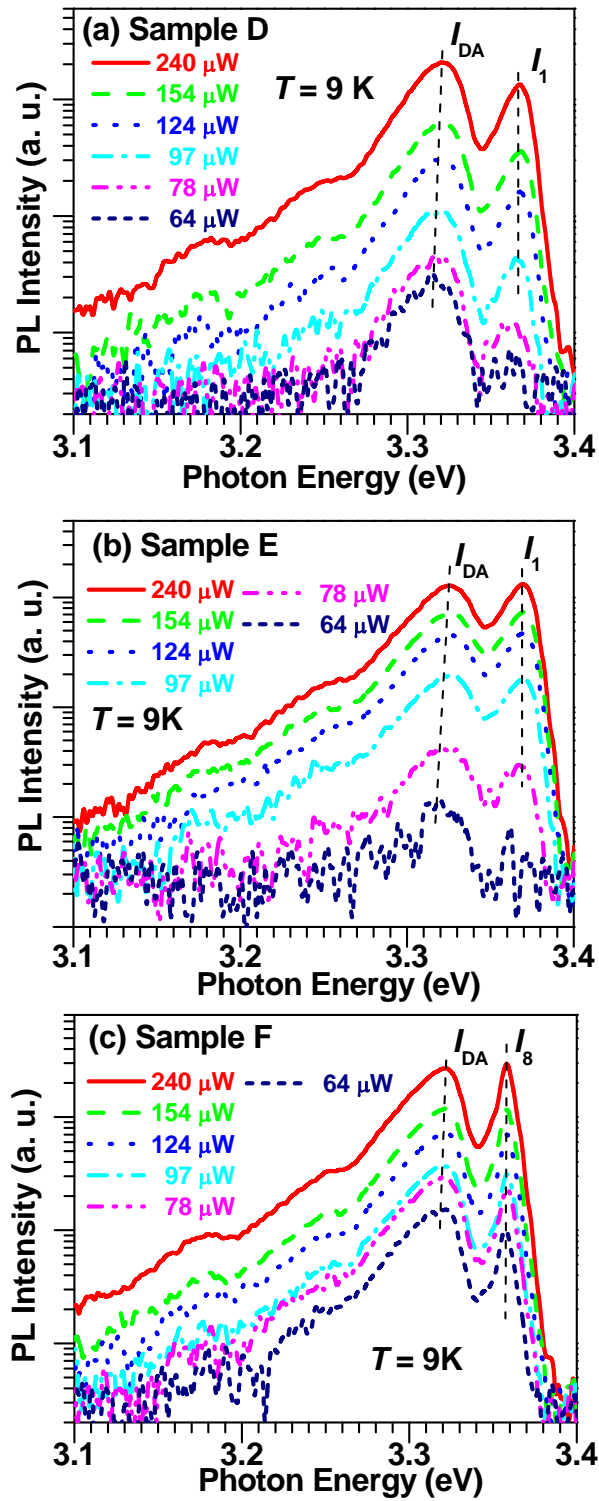 (a) Sample D
I_DA
I_1
240 μW
154 μW
124 μW
97 μW
78 μW
64 μW
T = 9 K
PL Intensity (a. u.)
3.1 3.2 3.3 3.4
Photon Energy (eV)
(b) Sample E
I_DA
I_1
240 μW 78 μW
154 μW 64 μW
124 μW
97 μW
T = 9K
PL Intensity (a. u.)
3.1 3.2 3.3 3.4
Photon Energy (eV)
(c) Sample F
I_DA
I_8
240 μW 64 μW
154 μW
124 μW
97 μW
78 μW
T = 9K
PL Intensity (a. u.)
3.1 3.2 3.3 3.4
Photon Energy (eV)